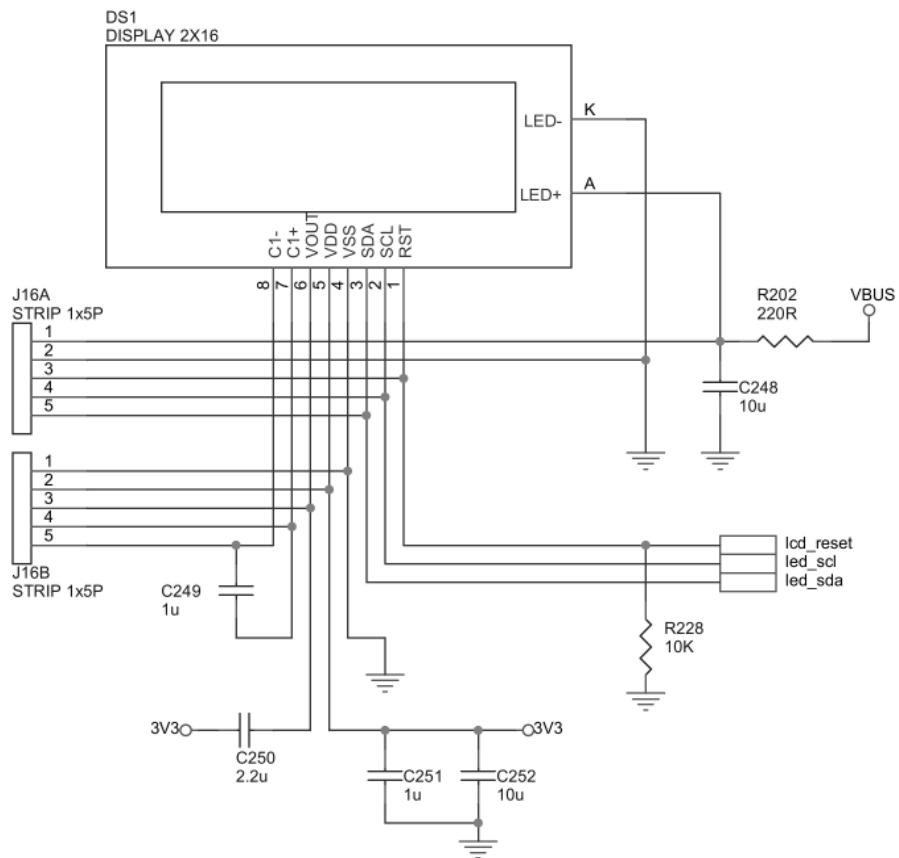 DS1
DISPLAY 2X16
LED-
K
LED+
A
C1-
C1+
VOUT
VDD
VSS
SDA
SCL
RST
8
7
6
5
4
3
2
1
J16A
STRIP 1x5P
1
2
3
4
5
R202
220R
VBUS
C248
10u
1
2
3
4
5
J16B
STRIP 1x5P
C249
1u
lcd_reset
led_scl
led_sda
R228
10K
3V3
C250
2.2u
3V3
C251
1u
C252
10u